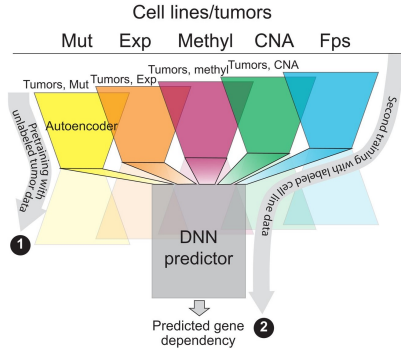 Cell lines/tumors
Mut Exp Methyl CNA Fps
Tumors, Mut
Tumors, Exp
Tumors, methyl
Tumors, CNA
Autoencoder
Pretraining with
unlabeled tumor data
Second training with labeled cell line data
1
DNN
predictor
Predicted gene
dependency
2